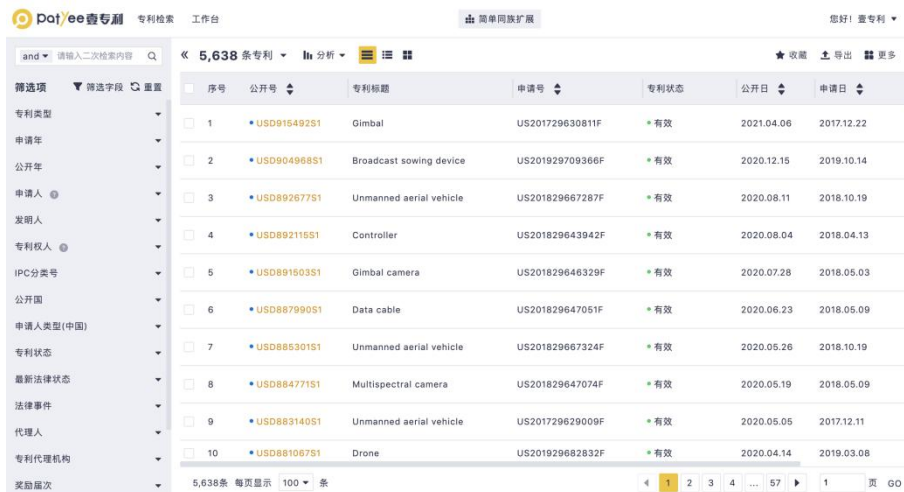 patyee壹专利 专利检索 工作台 简单同族扩展 您好！壹专利
and 请输入二次检索内容 5,638 条专利 分析 收藏 导出 更多
筛选项 筛选字段 重置 序号 公开号 专利标题 申请号 专利状态 公开日 申请日
专利类型
申请年
公开年
申请人
发明人
专利权人
IPC分类号
公开国
申请人类型(中国)
专利状态
最新法律状态
法律事件
代理人
专利代理机构
奖励届次
1 USD915492S1 Gimbal US201729630811F 有效 2021.04.06 2017.12.22
2 USD904968S1 Broadcast sowing device US201929709366F 有效 2020.12.15 2019.10.14
3 USD892677S1 Unmanned aerial vehicle US201829667287F 有效 2020.08.11 2018.10.19
4 USD892115S1 Controller US201829643942F 有效 2020.08.04 2018.04.13
5 USD891503S1 Gimbal camera US201829646329F 有效 2020.07.28 2018.05.03
6 USD887990S1 Data cable US201829647051F 有效 2020.06.23 2018.05.09
7 USD885301S1 Unmanned aerial vehicle US201829667324F 有效 2020.05.26 2018.10.19
8 USD884771S1 Multispectral camera US201829647074F 有效 2020.05.19 2018.05.09
9 USD883140S1 Unmanned aerial vehicle US201729629009F 有效 2020.05.05 2017.12.11
10 USD881067S1 Drone US201929682832F 有效 2020.04.14 2019.03.08
5,638条 每页显示 100 条 1 2 3 4 ... 57 1 页 GO